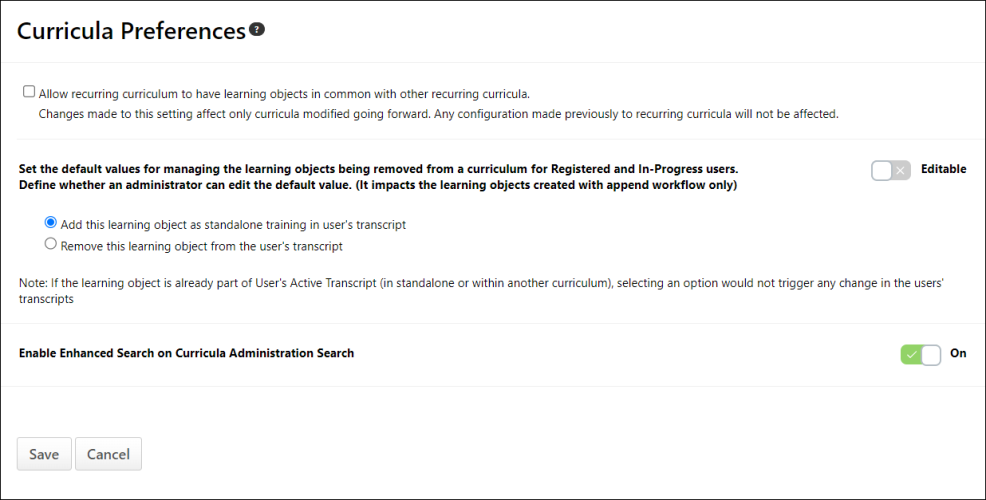 Curricula Preferences ?
Allow recurring curriculum to have learning objects in common with other recurring curricula.
Changes made to this setting affect only curricula modified going forward. Any configuration made previously to recurring curricula will not be affected.
Set the default values for managing the learning objects being removed from a curriculum for Registered and In-Progress users.
Editable
Define whether an administrator can edit the default value. (It impacts the learning objects created with append workflow only)
Add this learning object as standalone training in user's transcript
Remove this learning object from the user's transcript
Note: If the learning object is already part of User's Active Transcript (in standalone or within another curriculum), selecting an option would not trigger any change in the users'
transcripts
Enable Enhanced Search on Curricula Administration Search
On
Save
Cancel